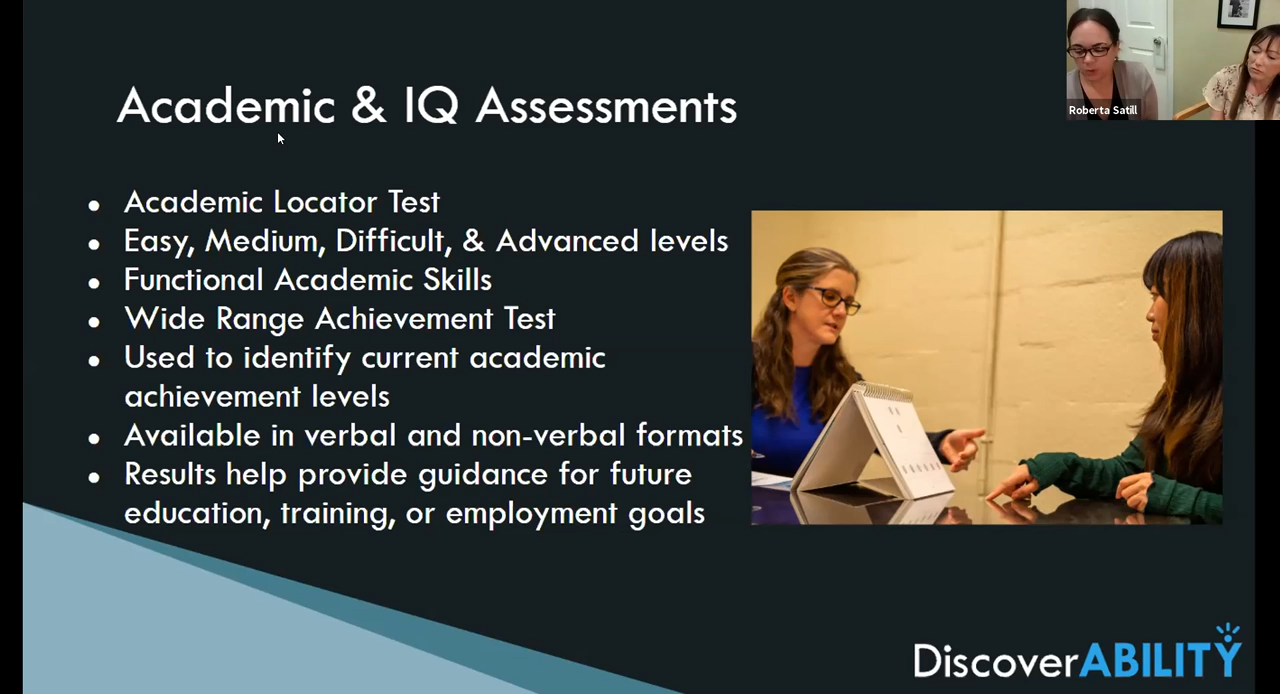 Academic & IQ Assessments
Roberta Satill
• Academic Locator Test
• Easy, Medium, Difficult, & Advanced levels
• Functional Academic Skills
• Wide Range Achievement Test
• Used to identify current academic
achievement levels
• Available in verbal and non-verbal formats
• Results help provide guidance for future
education, training, or employment goals
DiscoverABILITY